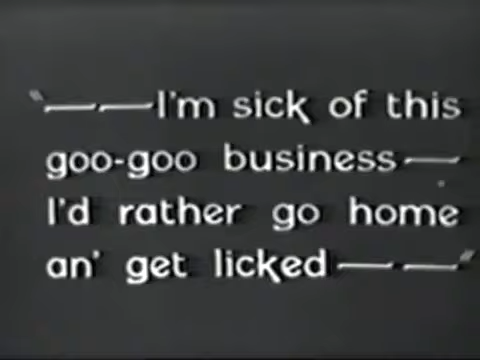 "— —I'm sick of this
goo-goo business—
I'd rather go home
an' get licked— —"